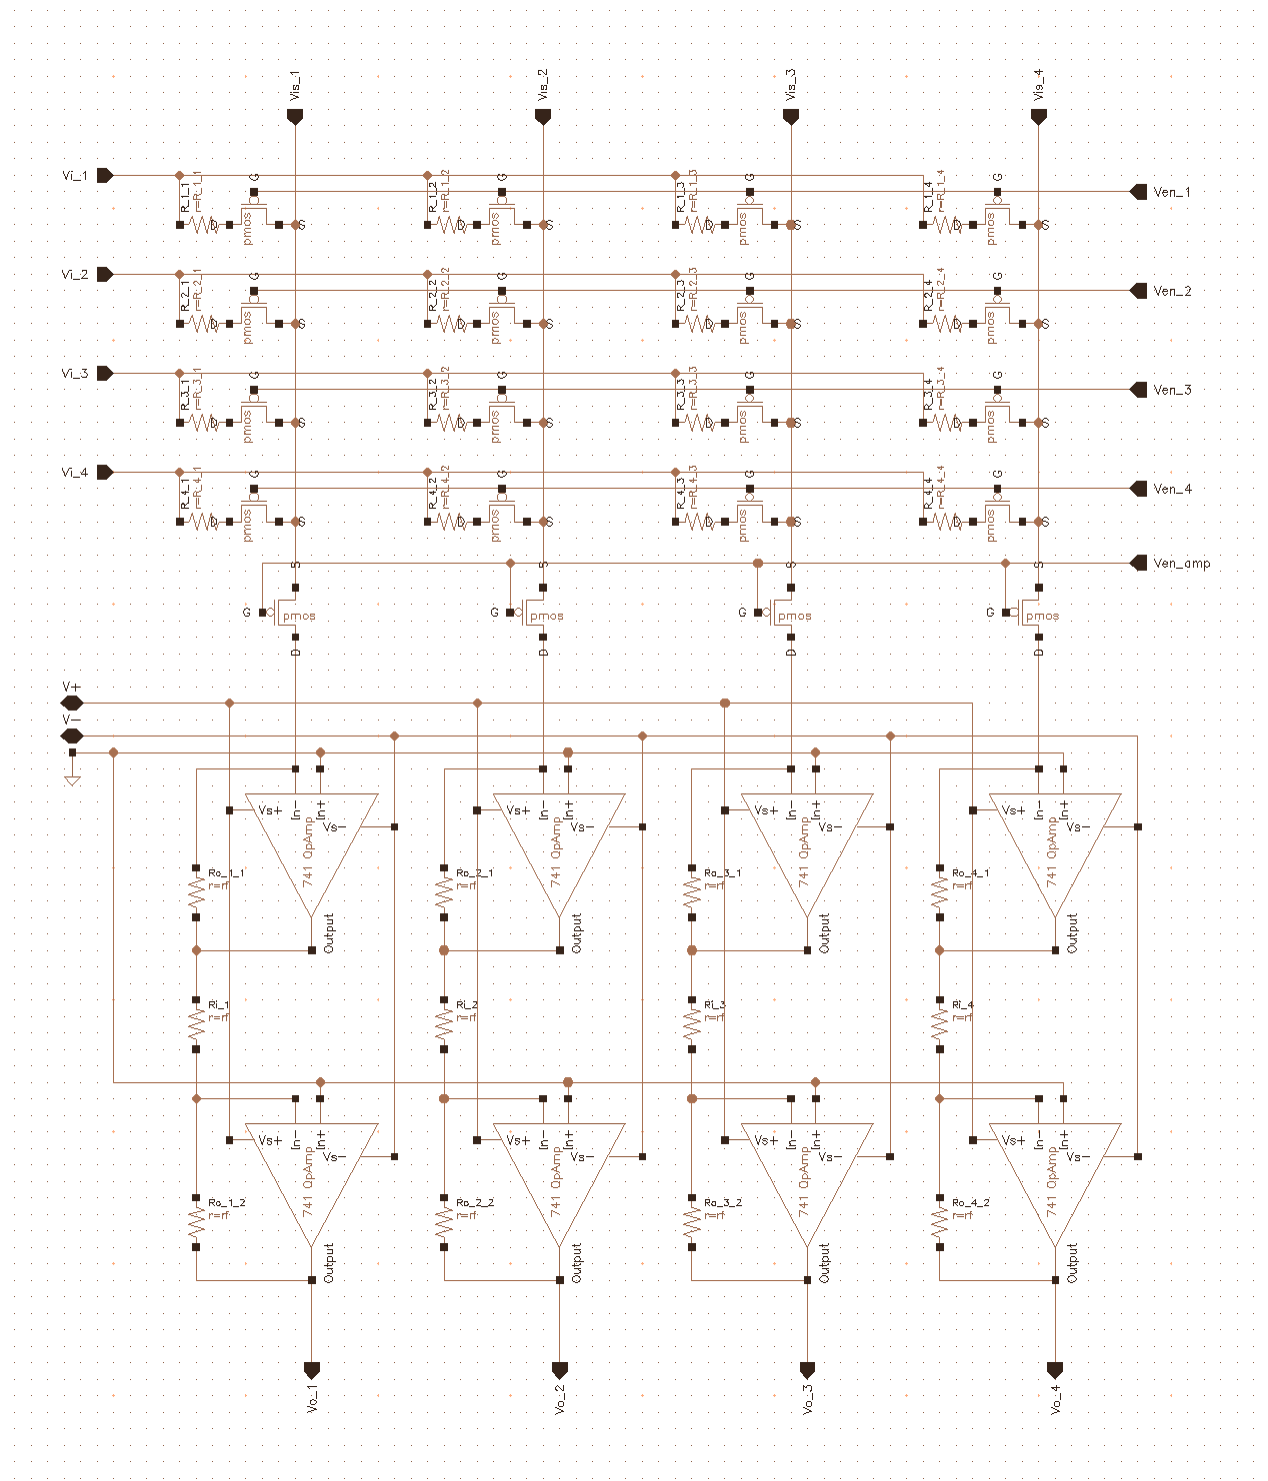 Vis_1 Vis_2 Vis_3 Vis_4
Vi_1 R_1_1 r=R_1_1 G R_1_2 r=R_1_2 G R_1_3 r=R_1_3 G R_1_4 r=R_1_4 G Ven_1
D pmos S D pmos S D pmos S D pmos S
Vi_2 R_2_1 r=R_2_1 G R_2_2 r=R_2_2 G R_2_3 r=R_2_3 G R_2_4 r=R_2_4 G Ven_2
D pmos S D pmos S D pmos S D pmos S
Vi_3 R_3_1 r=R_3_1 G R_3_2 r=R_3_2 G R_3_3 r=R_3_3 G R_3_4 r=R_3_4 G Ven_3
D pmos S D pmos S D pmos S D pmos S
Vi_4 R_4_1 r=R_4_1 G R_4_2 r=R_4_2 G R_4_3 r=R_4_3 G R_4_4 r=R_4_4 G Ven_4
D pmos S D pmos S D pmos S D pmos S
S S S S Ven_amp
G pmos G pmos G pmos G pmos
D D D D
V+
V-
Vs+ In- In+ Vs- Vs+ In- In+ Vs- Vs+ In- In+ Vs- Vs+ In- In+ Vs-
741 OpAmp 741 OpAmp 741 OpAmp 741 OpAmp
Ro_1_1 Ro_2_1 Ro_3_1 Ro_4_1
r=rf r=rf r=rf r=rf
Output Output Output Output
Ri_1 Ri_2 Ri_3 Ri_4
r=rf r=rf r=rf r=rf
Vs+ In- In+ Vs- Vs+ In- In+ Vs- Vs+ In- In+ Vs- Vs+ In- In+ Vs-
741 OpAmp 741 OpAmp 741 OpAmp 741 OpAmp
Ro_1_2 Ro_2_2 Ro_3_2 Ro_4_2
r=rf r=rf r=rf r=rf
Output Output Output Output
Vo_1 Vo_2 Vo_3 Vo_4